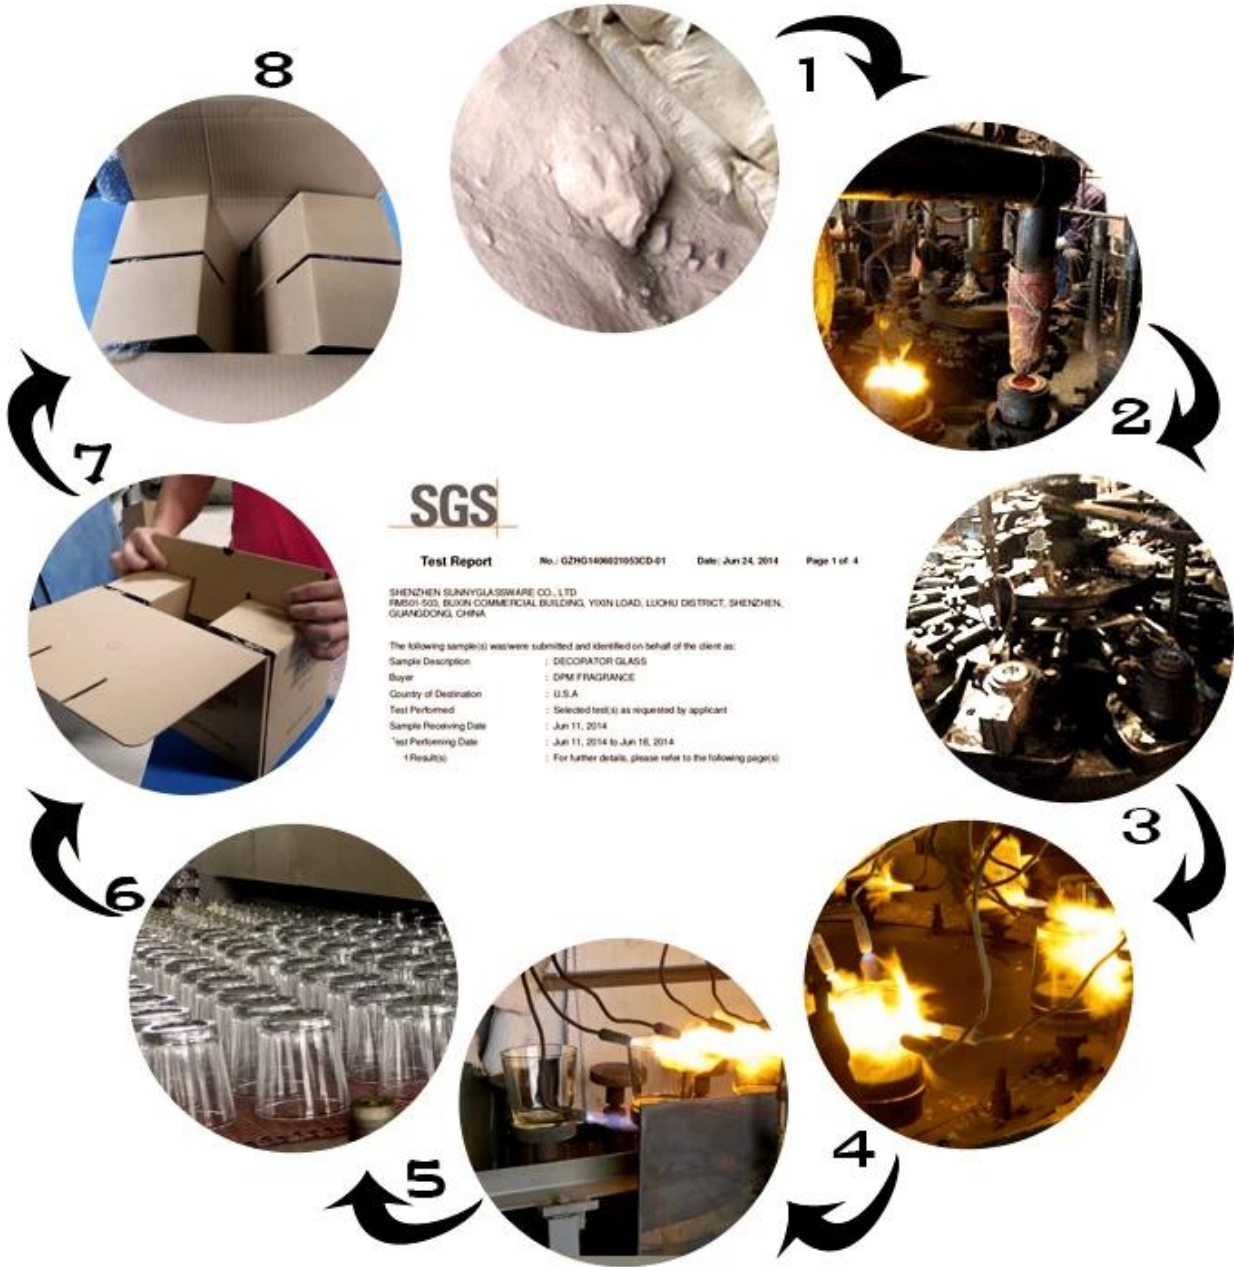 8
1
2
7
SGS
Test Report No.: GZHG1406021053CD-01 Date: Jun 24, 2014 Page 1 of 4
SHENZHEN SUNNYGLASSWARE CO., LTD
RM501-503, BUXIN COMMERCIAL BUILDING, YIXIN LOAD, LUOHU DISTRICT, SHENZHEN,
GUANGDONG, CHINA
The following sample(s) was/were submitted and identified on behalf of the client as:
Sample Description : DECORATOR GLASS
Buyer : DPM FRAGRANCE
Country of Destination : U.S.A
Test Performed : Selected test(s) as requested by applicant
Sample Receiving Date : Jun 11, 2014
Test Performing Date : Jun 11, 2014 to Jun 18, 2014
t Result(s) : For further details, please refer to the following page(s)
3
6
4
5